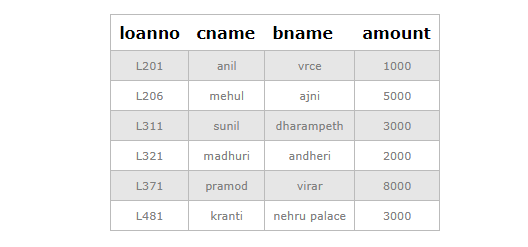 loanno cname bname amount
L201 anil vrce 1000
L206 mehul ajni 5000
L311 sunil dharampeth 3000
L321 madhuri andheri 2000
L371 pramod virar 8000
L481 kranti nehru palace 3000